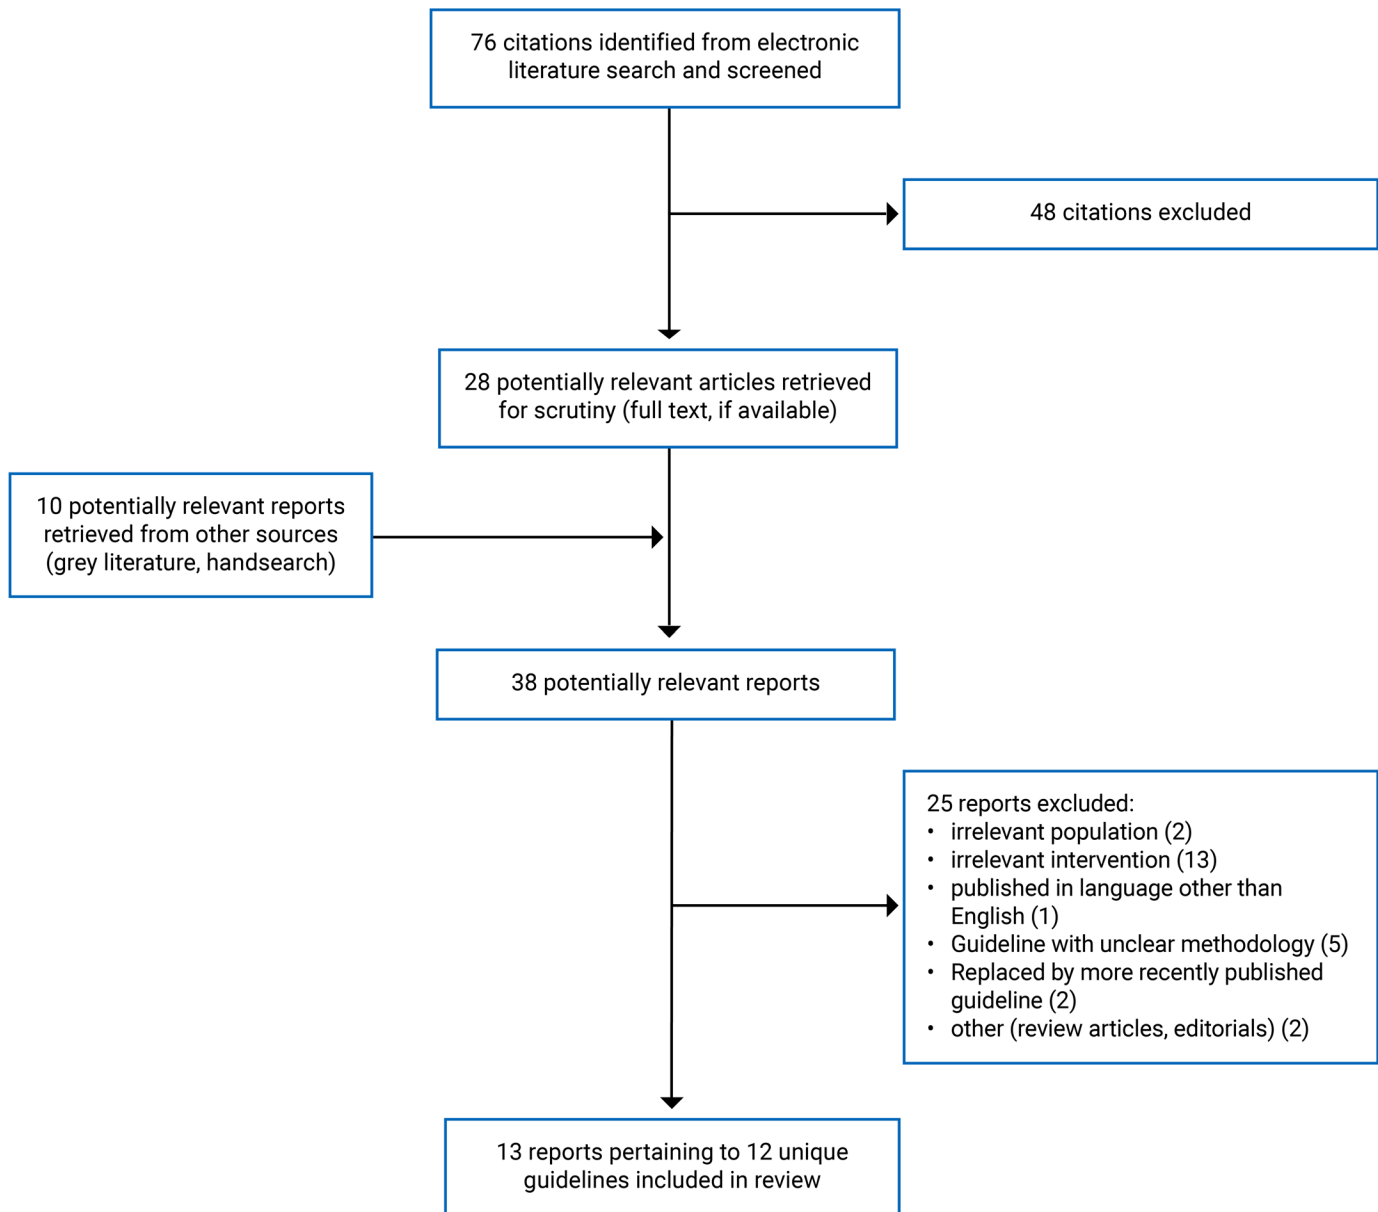 76 citations identified from electronic
literature search and screened
48 citations excluded
28 potentially relevant articles retrieved
for scrutiny (full text, if available)
10 potentially relevant reports
retrieved from other sources
(grey literature, handsearch)
38 potentially relevant reports
25 reports excluded:
• irrelevant population (2)
• irrelevant intervention (13)
• published in language other than
English (1)
• Guideline with unclear methodology (5)
• Replaced by more recently published
guideline (2)
• other (review articles, editorials) (2)
13 reports pertaining to 12 unique
guidelines included in review